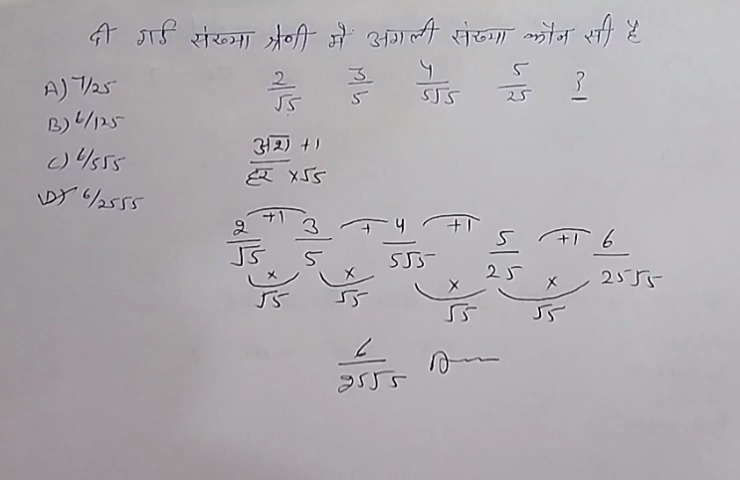 दी गई संख्या श्रेणी में अगली संख्या कौन सी है
A) 7/25
B) 6/125
C) 6/5√5
D) 6/25√5
2/√5 3/5 4/5√5 5/25 ?
अंश +1
हर ×√5
+1 + +1 +1
2/√5 3/5 4/5√5 5/25 6/25√5
× × × ×
√5 √5 √5 √5
6/25√5